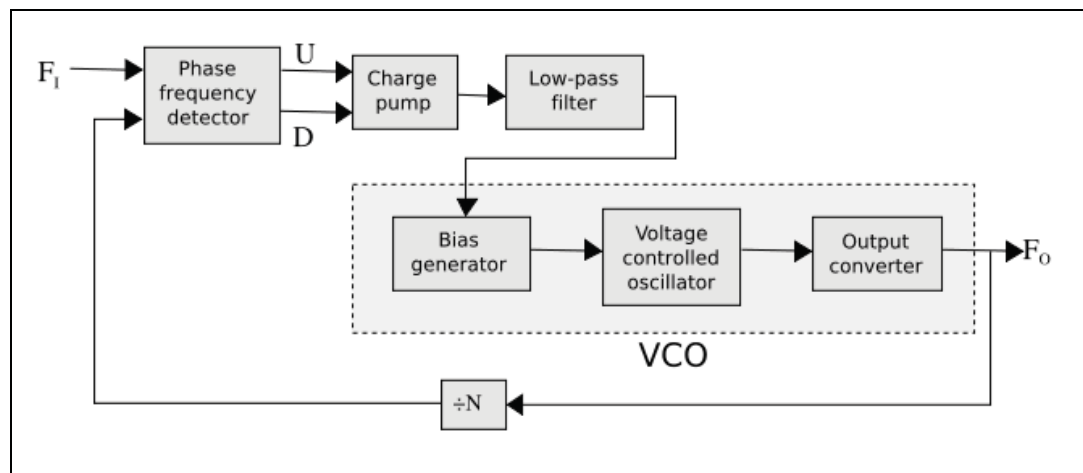 F_I
Phase
frequency
detector
U
D
Charge
pump
Low-pass
filter
Bias
generator
Voltage
controlled
oscillator
Output
converter
F_O
VCO
÷N